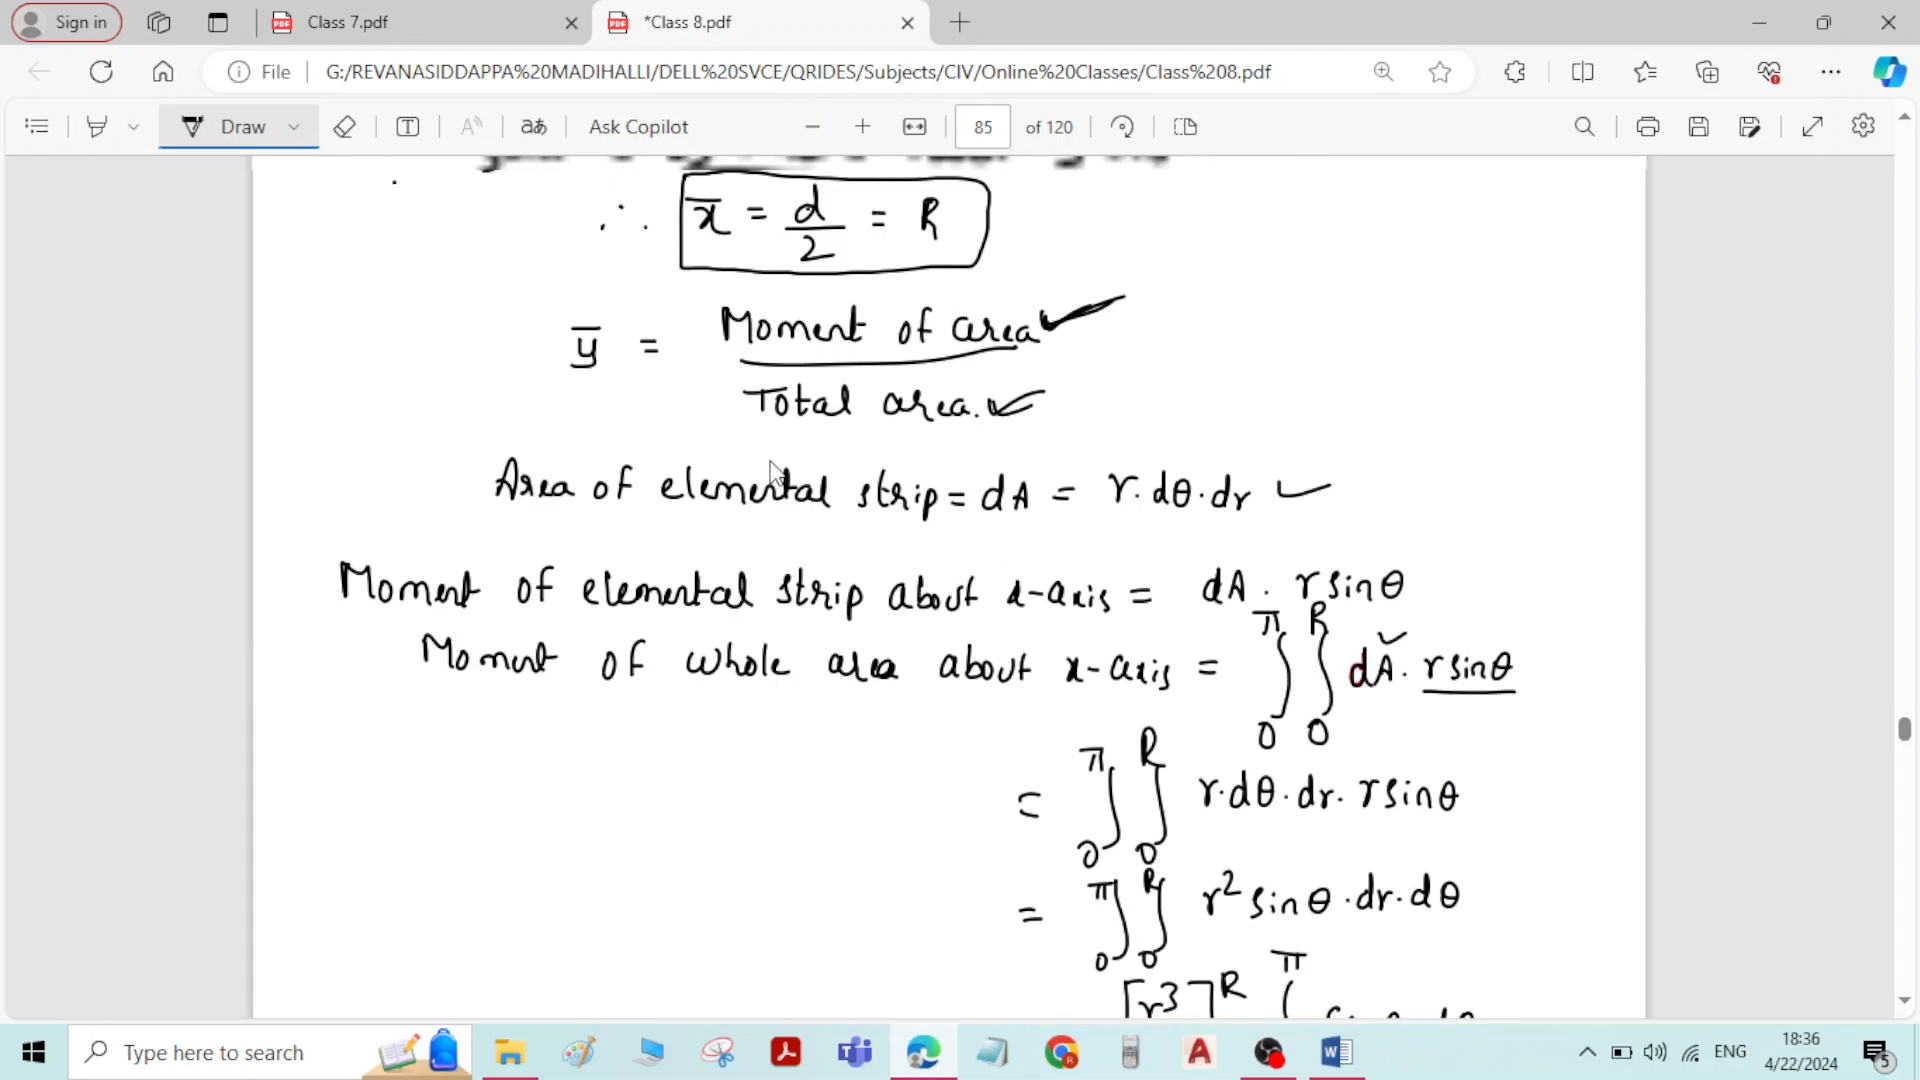 Sign in
Class 7.pdf
*Class 8.pdf
File
G:/REVANASIDDAPPA%20MADIHALLI/DELL%20SVCE/QRIDES/Subjects/CIV/Online%20Classes/Class%208.pdf
Draw
Ask Copilot
85 of 120
∴ x̄ = d/2 = R
ȳ = Moment of area / Total area.
Area of elemental strip = dA = r·dθ·dr
Moment of elemental strip about x-axis = dA · r sinθ
Moment of whole area about x-axis = ∫₀^π ∫₀^R dA · r sinθ
= ∫₀^π ∫₀^R r·dθ·dr· r sinθ
= ∫₀^π ∫₀^R r² sinθ ·dr·dθ
Type here to search
ENG
18:36
4/22/2024
5